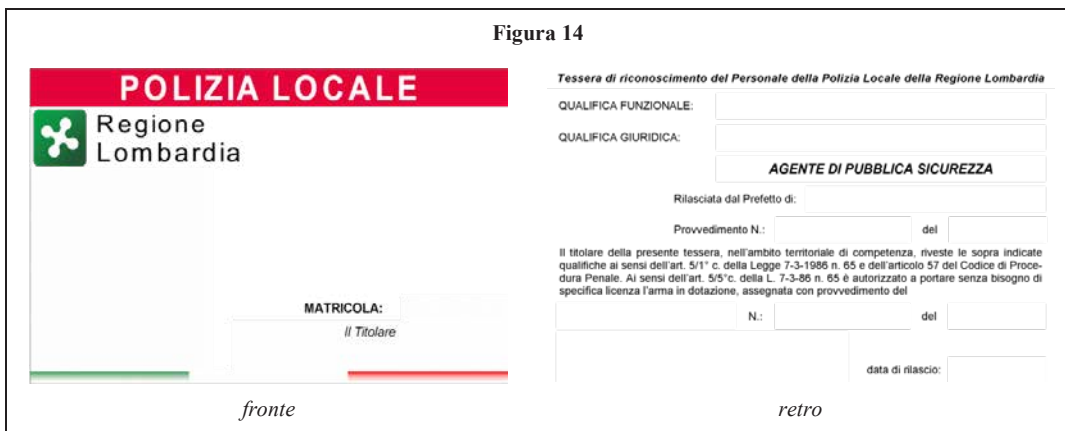 Figura 14
POLIZIA LOCALE
Regione
Lombardia
MATRICOLA:
Il Titolare
fronte
Tessera di riconoscimento del Personale della Polizia Locale della Regione Lombardia
QUALIFICA FUNZIONALE:
QUALIFICA GIURIDICA:
AGENTE DI PUBBLICA SICUREZZA
Rilasciata dal Prefetto di:
Provvedimento N.: del
Il titolare della presente tessera, nell'ambito territoriale di competenza, riveste le sopra indicate
qualifiche ai sensi dell'art. 5/1° c. della Legge 7-3-1986 n. 65 e dell'articolo 57 del Codice di Proce-
dura Penale. Ai sensi dell'art. 5/5°c. della L. 7-3-86 n. 65 è autorizzato a portare senza bisogno di
specifica licenza l'arma in dotazione, assegnata con provvedimento del
N.: del
data di rilascio:
retro